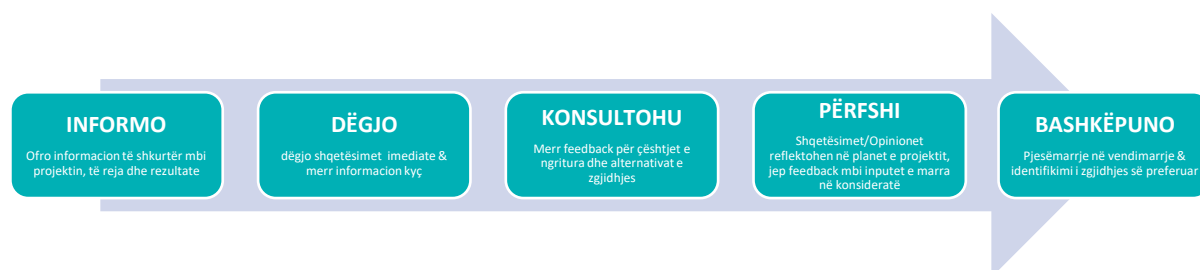 INFORMO
Ofro informacion të shkurtër mbi
projektin, të reja dhe rezultate
DËGJO
dëgjo shqetësimet imediate &
merr informacion kyç
KONSULTOHU
Merr feedback për çështjet e
ngritura dhe alternativat e
zgjidhjes
PËRFSHI
Shqetësimet/Opinionet
reflektohen në planet e projektit,
jep feedback mbi inputet e marra
në konsideratë
BASHKËPUNO
Pjesëmarrje në vendimarrje &
identifikimi i zgjidhjes së preferuar